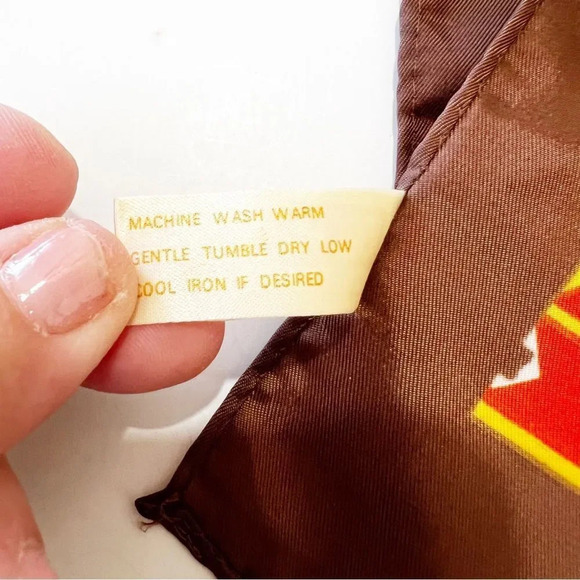 MACHINE WASH WARM
GENTLE TUMBLE DRY LOW
COOL IRON IF DESIRED